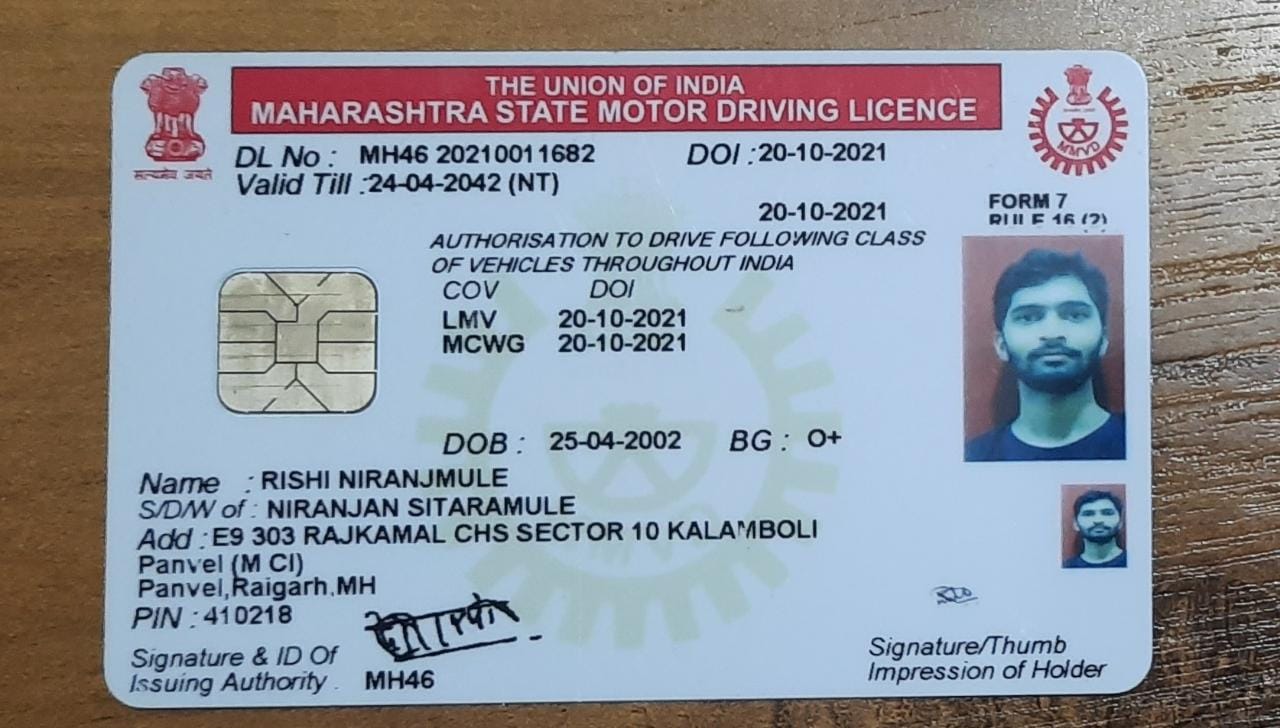 THE UNION OF INDIA
MAHARASHTRA STATE MOTOR DRIVING LICENCE
सत्यमेव जयते
MMVD
DL No : MH46 20210011682 DOI :20-10-2021
Valid Till :24-04-2042 (NT)
20-10-2021
FORM 7
RULE 16 (2)
AUTHORISATION TO DRIVE FOLLOWING CLASS
OF VEHICLES THROUGHOUT INDIA
COV DOI
LMV 20-10-2021
MCWG 20-10-2021
DOB : 25-04-2002 BG : O+
Name : RISHI NIRANJMULE
S/D/W of : NIRANJAN SITARAMULE
Add :E9 303 RAJKAMAL CHS SECTOR 10 KALAMBOLI
Panvel (M CI)
Panvel,Raigarh,MH
PIN : 410218
Signature & ID Of
Issuing Authority . MH46
Signature/Thumb
Impression of Holder